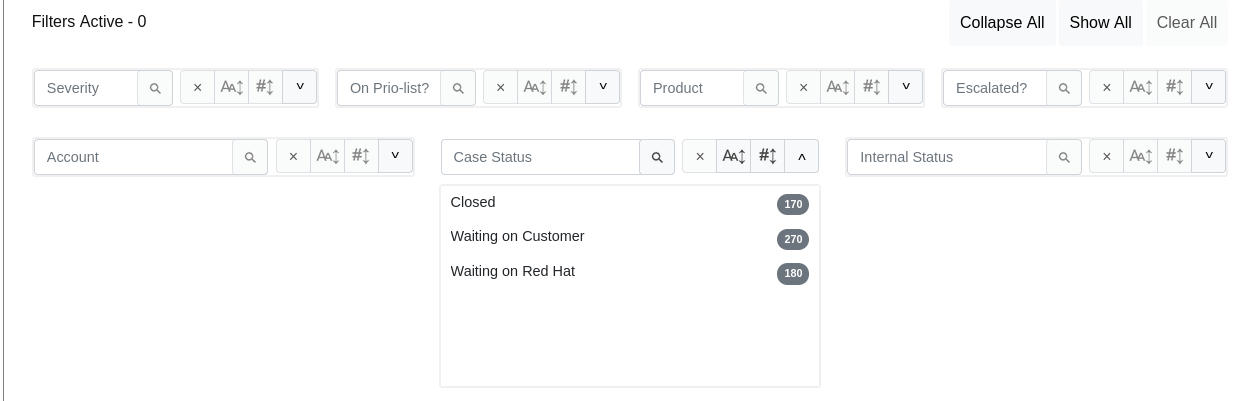 Filters Active - 0
Collapse All Show All Clear All
Severity × AA↕ #↕ ˅ On Prio-list? × AA↕ #↕ ˅ Product × AA↕ #↕ ˅ Escalated? × AA↕ #↕ ˅
Account × AA↕ #↕ ˅ Case Status × AA↕ #↕ ˄ Internal Status × AA↕ #↕ ˅
Closed 170
Waiting on Customer 270
Waiting on Red Hat 180